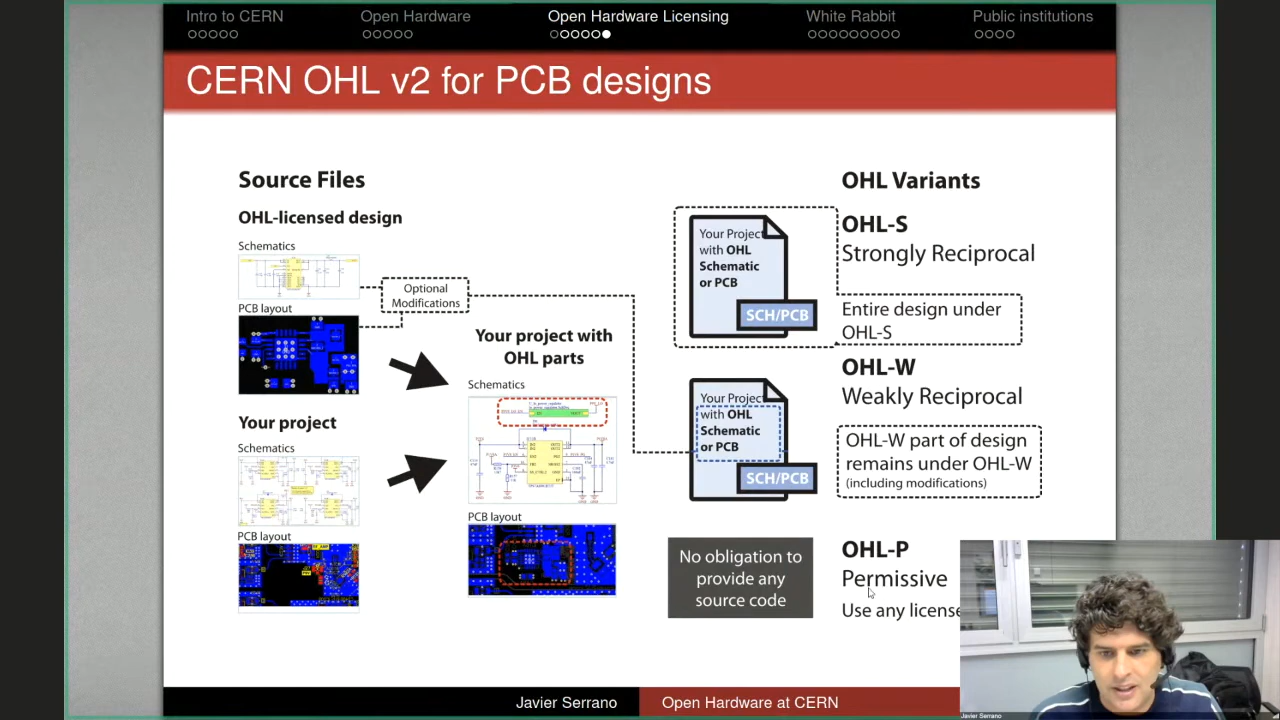 Intro to CERN
Open Hardware
Open Hardware Licensing
White Rabbit
Public institutions
CERN OHL v2 for PCB designs
Source Files
OHL-licensed design
Schematics
PCB layout
Optional
Modifications
Your project
Schematics
PCB layout
Your project with
OHL parts
Schematics
PCB layout
Your Project
with OHL
Schematic
or PCB
SCH/PCB
Your Project
with OHL
Schematic
or PCB
SCH/PCB
No obligation to
provide any
source code
OHL Variants
OHL-S
Strongly Reciprocal
Entire design under
OHL-S
OHL-W
Weakly Reciprocal
OHL-W part of design
remains under OHL-W
(including modifications)
OHL-P
Permissive
Use any license
Javier Serrano
Open Hardware at CERN
Javier Serrano